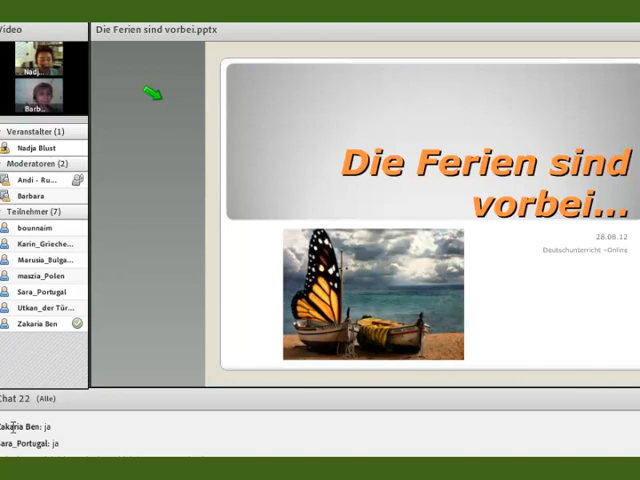 Video
Die Ferien sind vorbei.pptx
Nadj...
Barb...
Veranstalter (1)
Nadja Blust
Moderatoren (2)
Andi - Ru...
Barbara
Teilnehmer (7)
bounnaim
Karin_Grieche...
Marusia_Bulga...
maszia_Polen
Sara_Portugal
Utkan_der Tür...
Zakaria Ben
Die Ferien sind
vorbei...
28.08.12
Deutschunterricht -Online
Chat 22 (Alle)
Zakaria Ben: ja
Sara_Portugal: ja